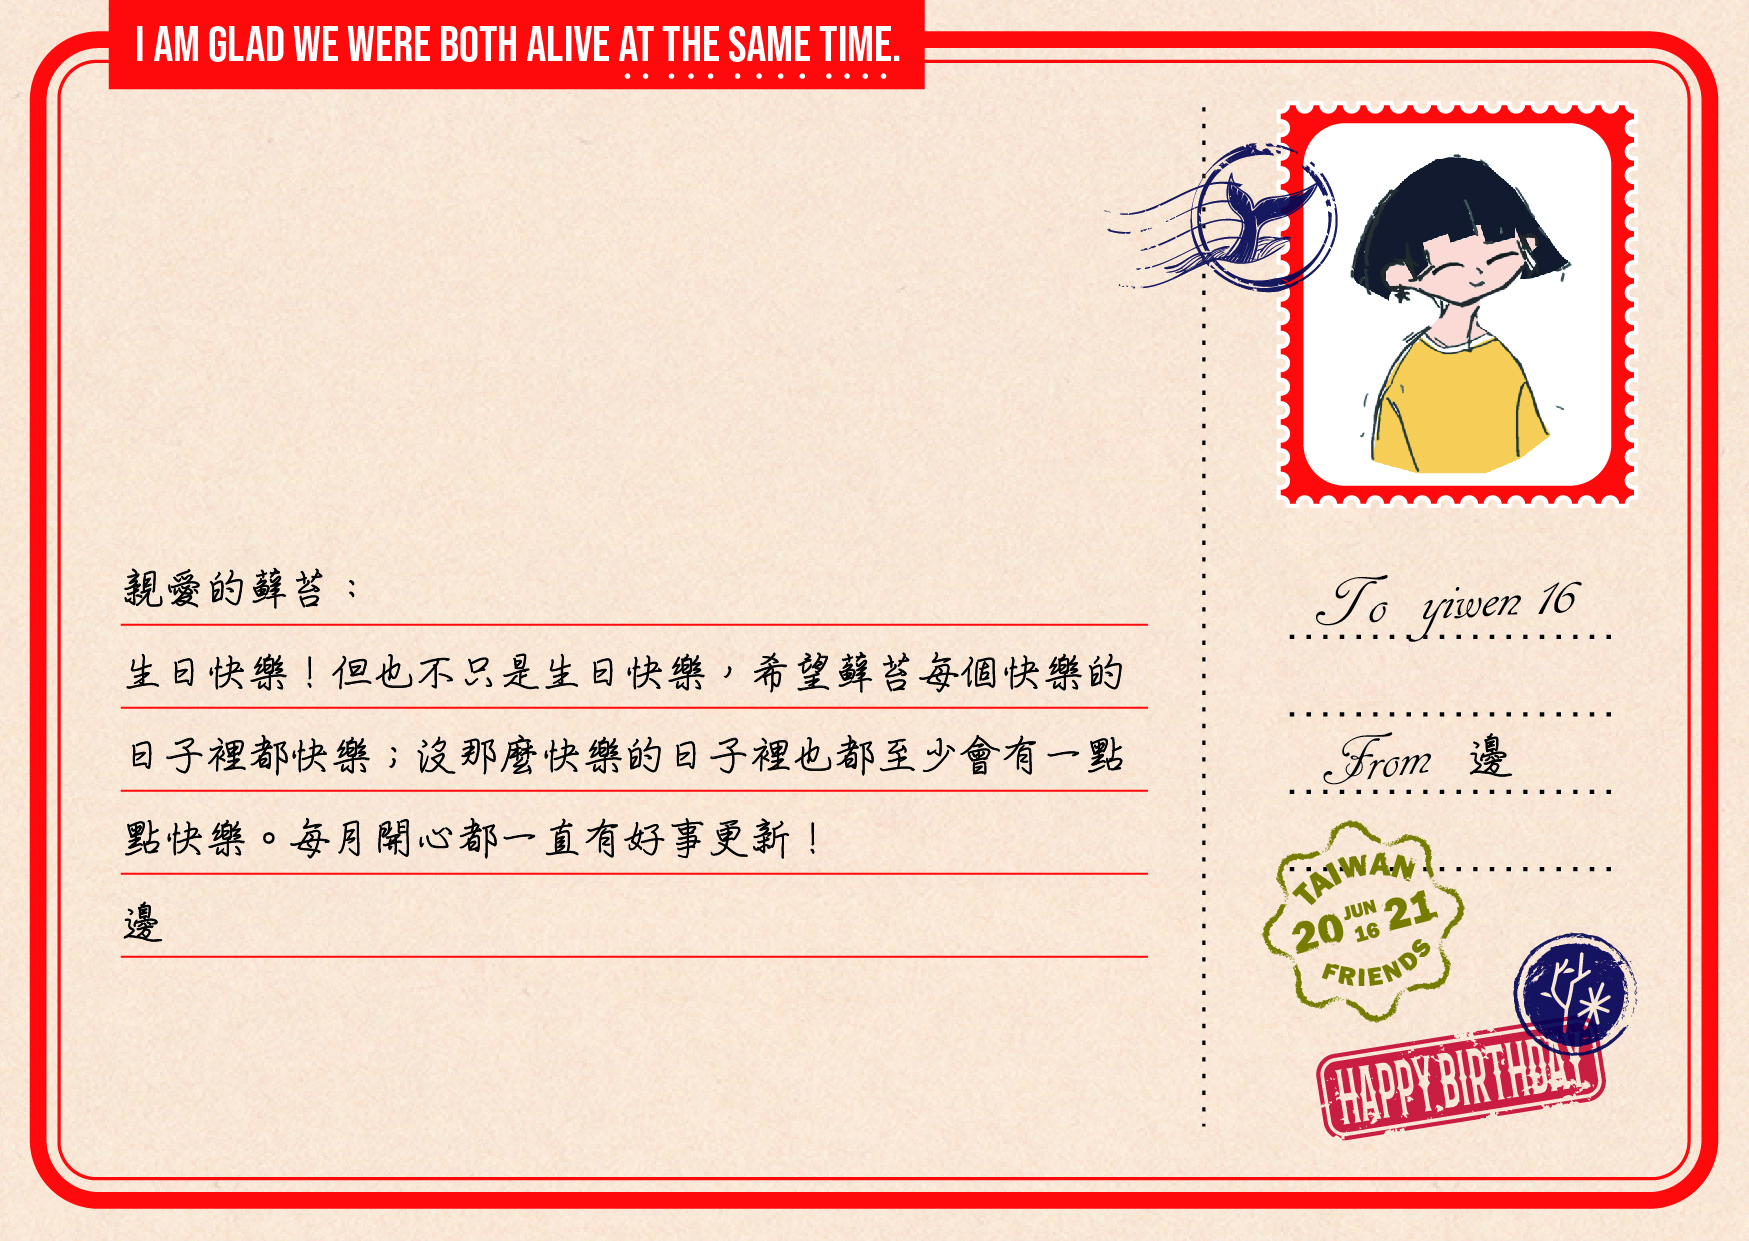 I AM GLAD WE WERE BOTH ALIVE AT THE SAME TIME.
親愛的蘚苔：
生日快樂！但也不只是生日快樂，希望蘚苔每個快樂的
日子裡都快樂；沒那麼快樂的日子裡也都至少會有一點
點快樂。每月開心都一直有好事更新！
邊
To yiwen 16
From 邊
TAIWAN
20 JUN 16 21
FRIENDS
HAPPY BIRTHDAY